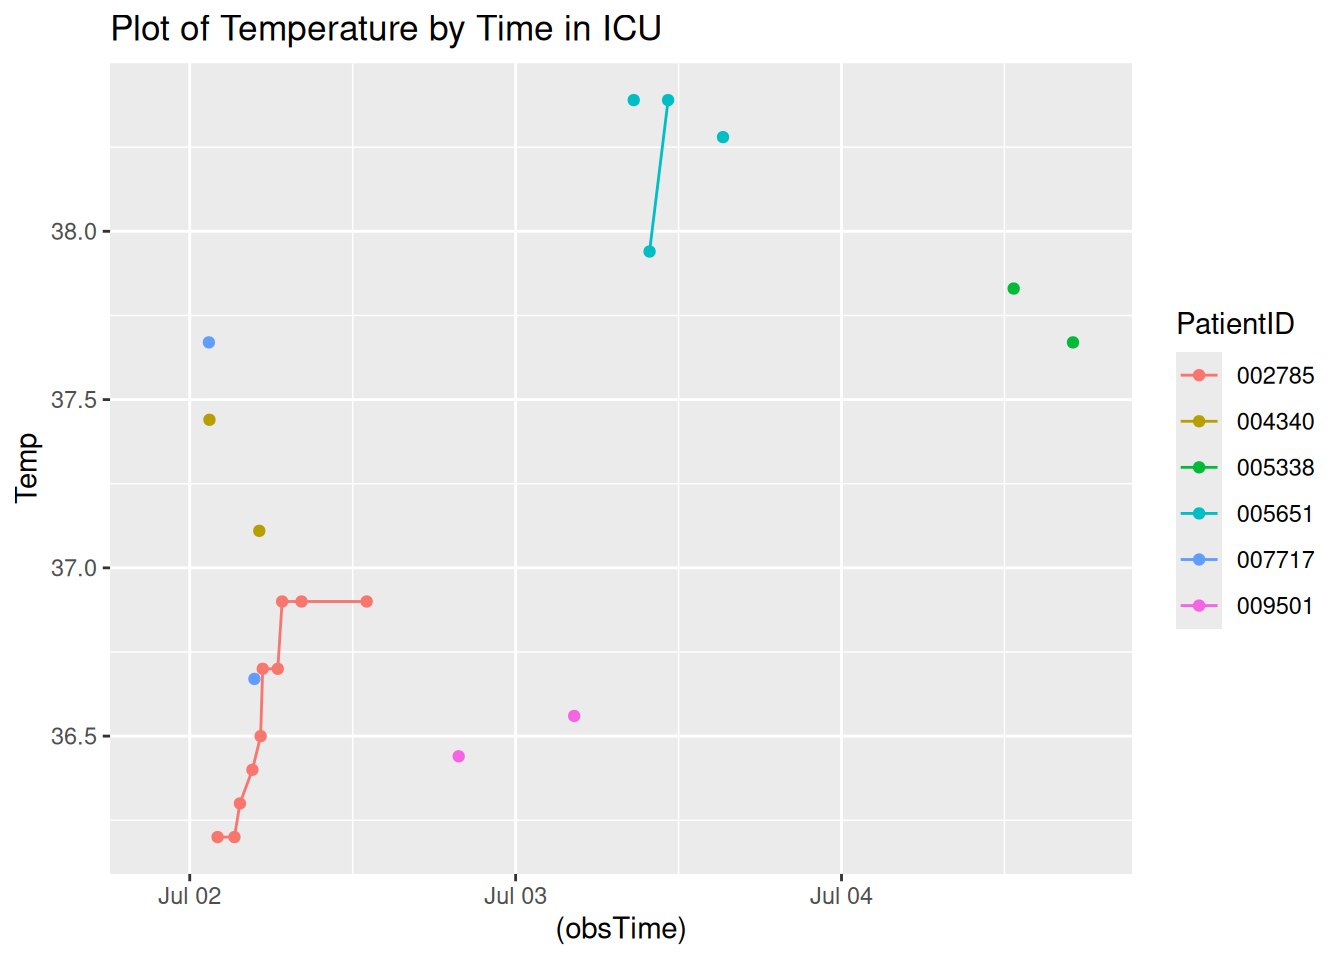 Plot of Temperature by Time in ICU
38.0
37.5
37.0
36.5
Temp
Jul 02
Jul 03
Jul 04
(obsTime)
PatientID
002785
004340
005338
005651
007717
009501